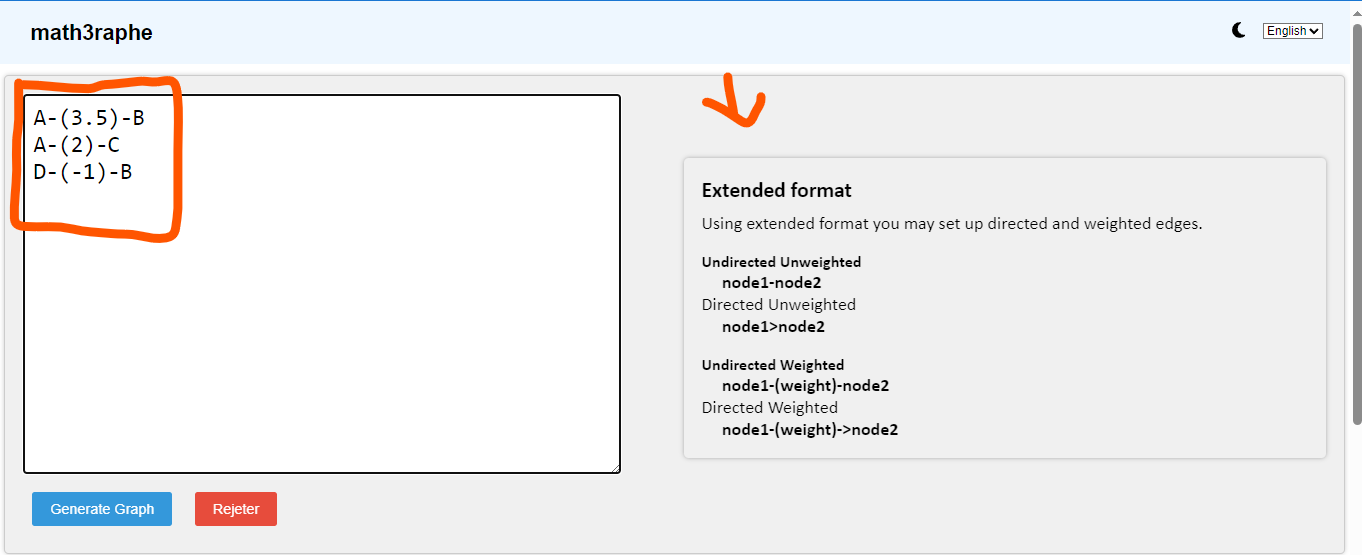 math3raphe
English
A-(3.5)-B
A-(2)-C
D-(-1)-B
Extended format
Using extended format you may set up directed and weighted edges.
Undirected Unweighted
node1-node2
Directed Unweighted
node1>node2
Undirected Weighted
node1-(weight)-node2
Directed Weighted
node1-(weight)->node2
Generate Graph
Rejeter